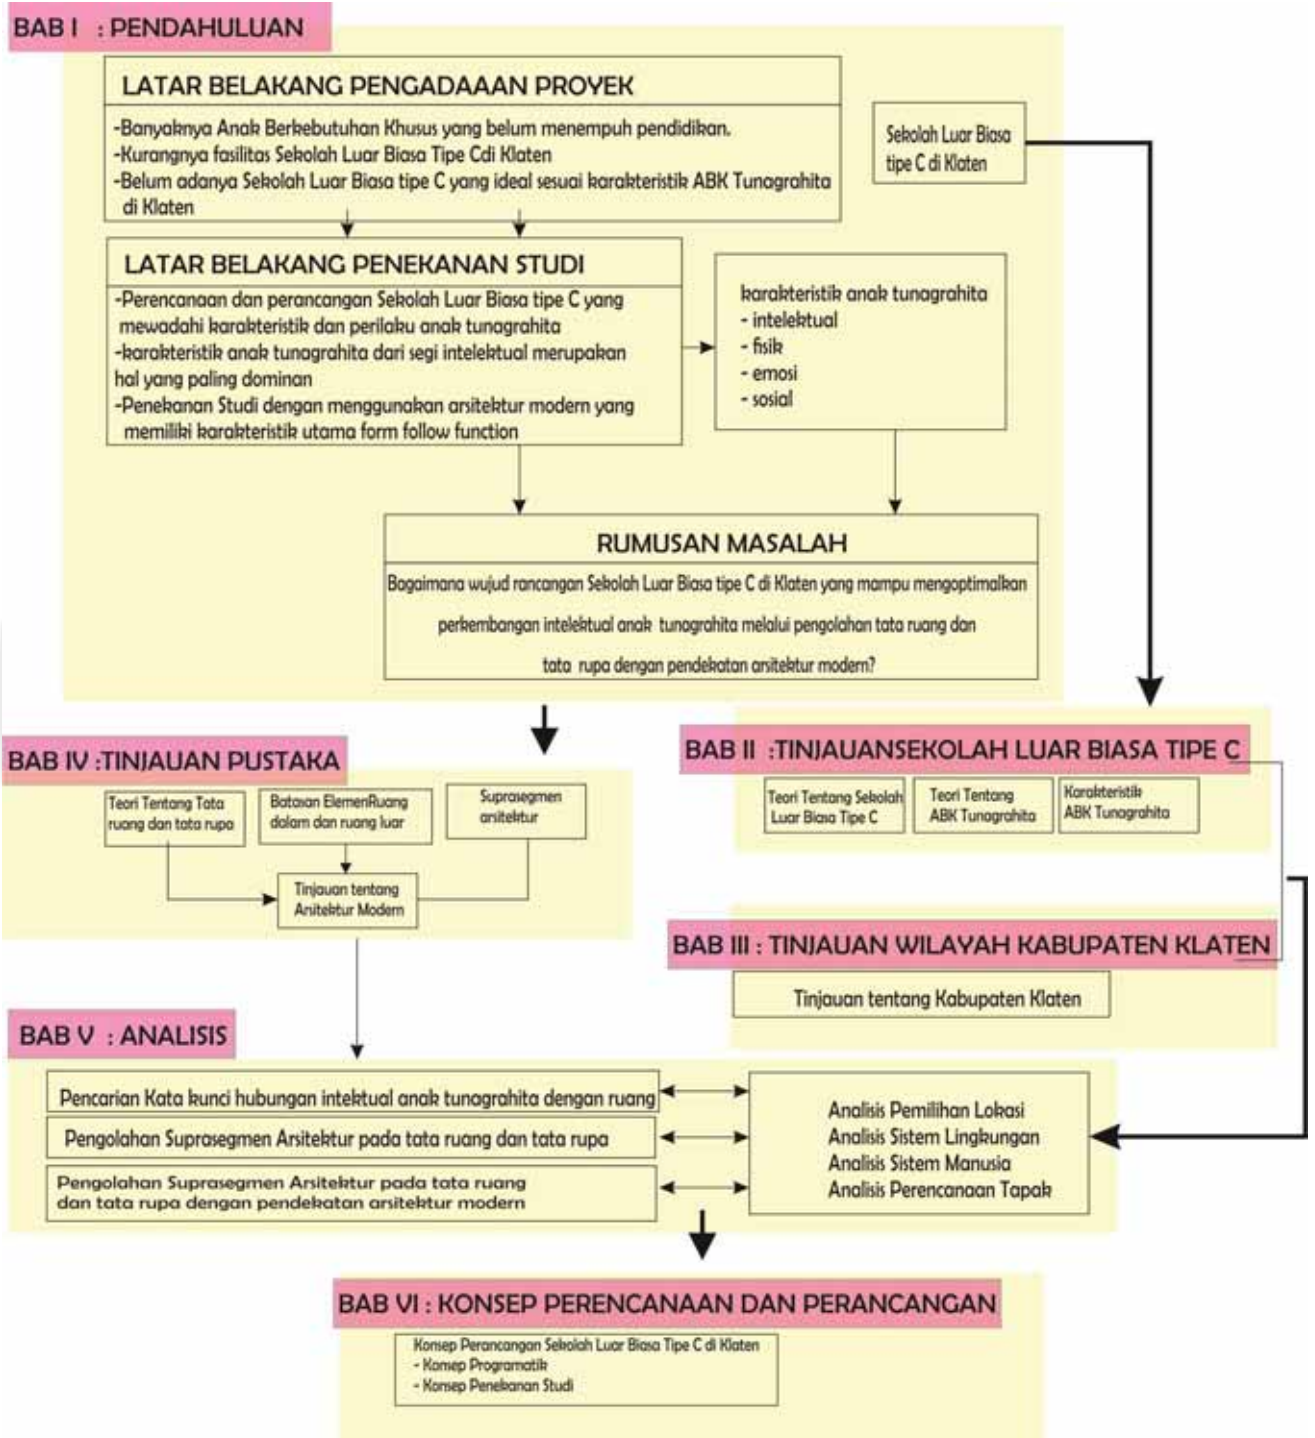 BAB I : PENDAHULUAN
LATAR BELAKANG PENGADAAAN PROYEK
-Banyaknya Anak Berkebutuhan Khusus yang belum menempuh pendidikan.
-Kurangnya fasilitas Sekolah Luar Biasa Tipe Cdi Klaten
-Belum adanya Sekolah Luar Biasa tipe C yang ideal sesuai karakteristik ABK Tunagrahita
di Klaten
Sekolah Luar Biasa
tipe C di Klaten
LATAR BELAKANG PENEKANAN STUDI
-Perencanaan dan perancangan Sekolah Luar Biasa tipe C yang
mewadahi karakteristik dan perilaku anak tunagrahita
-karakteristik anak tunagrahita dari segi intelektual merupakan
hal yang paling dominan
-Penekanan Studi dengan menggunakan arsitektur modern yang
memiliki karakteristik utama form follow function
karakteristik anak tunagrahita
- intelektual
- fisik
- emosi
- sosial
RUMUSAN MASALAH
Bagaimana wujud rancangan Sekolah Luar Biasa tipe C di Klaten yang mampu mengoptimalkan
perkembangan intelektual anak tunagrahita melalui pengolahan tata ruang dan
tata rupa dengan pendekatan arsitektur modern?
BAB IV :TINJAUAN PUSTAKA
Teori Tentang Tata
ruang dan tata rupa
Batasan ElemenRuang
dalam dan ruang luar
Suprasegmen
arsitektur
Tinjauan tentang
Arsitektur Modern
BAB II :TINJAUANSEKOLAH LUAR BIASA TIPE C
Teori Tentang Sekolah
Luar Biasa Tipe C
Teori Tentang
ABK Tunagrahita
Karakteristik
ABK Tunagrahita
BAB III : TINJAUAN WILAYAH KABUPATEN KLATEN
Tinjauan tentang Kabupaten Klaten
BAB V : ANALISIS
Pencarian Kata kunci hubungan intektual anak tunagrahita dengan ruang
Pengolahan Suprasegmen Arsitektur pada tata ruang dan tata rupa
Pengolahan Suprasegmen Arsitektur pada tata ruang
dan tata rupa dengan pendekatan arsitektur modern
Analisis Pemilihan Lokasi
Analisis Sistem Lingkungan
Analisis Sistem Manusia
Analisis Perencanaan Tapak
BAB VI : KONSEP PERENCANAAN DAN PERANCANGAN
Konsep Perancangan Sekolah Luar Biasa Tipe C di Klaten
- Konsep Programatik
- Konsep Penekanan Studi